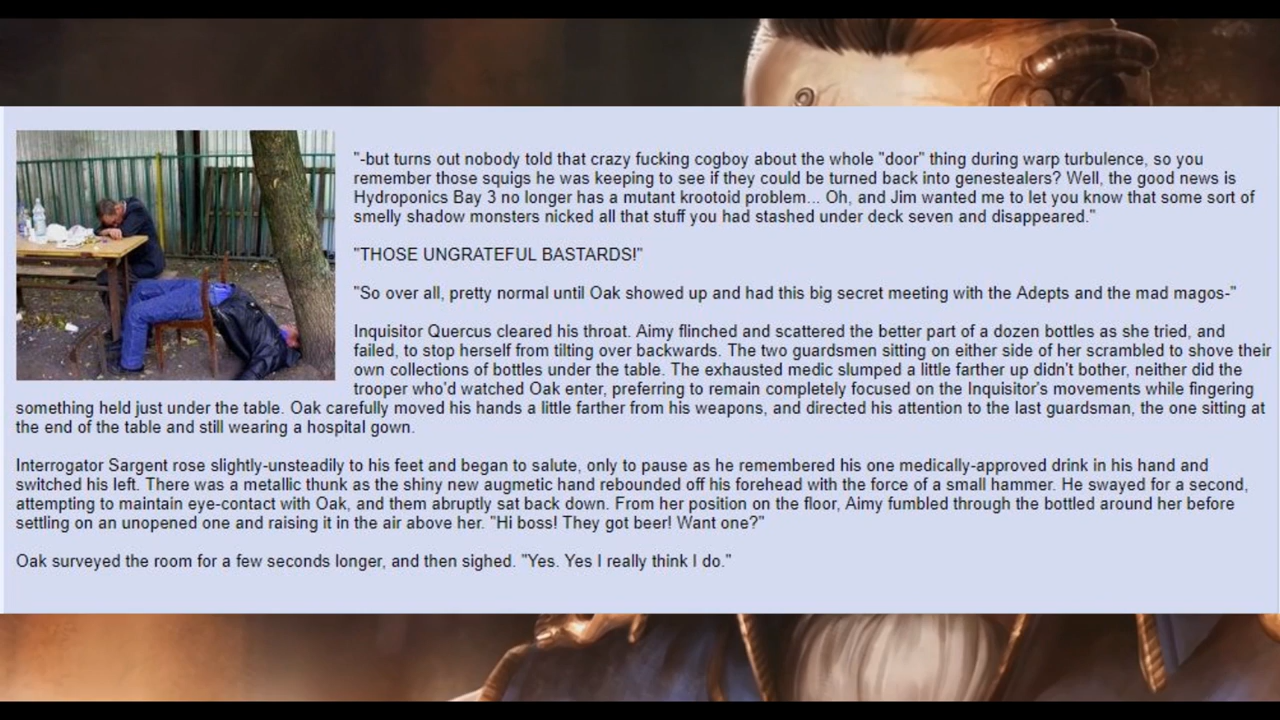 "-but turns out nobody told that crazy fucking cogboy about the whole "door" thing during warp turbulence, so you
remember those squigs he was keeping to see if they could be turned back into genestealers? Well, the good news is
Hydroponics Bay 3 no longer has a mutant krootoid problem... Oh, and Jim wanted me to let you know that some sort of
smelly shadow monsters nicked all that stuff you had stashed under deck seven and disappeared."
"THOSE UNGRATEFUL BASTARDS!"
"So over all, pretty normal until Oak showed up and had this big secret meeting with the Adepts and the mad magos-"
Inquisitor Quercus cleared his throat. Aimy flinched and scattered the better part of a dozen bottles as she tried, and
failed, to stop herself from tilting over backwards. The two guardsmen sitting on either side of her scrambled to shove their
own collections of bottles under the table. The exhausted medic slumped a little farther up didn't bother, neither did the
trooper who'd watched Oak enter, preferring to remain completely focused on the Inquisitor's movements while fingering
something held just under the table. Oak carefully moved his hands a little farther from his weapons, and directed his attention to the last guardsman, the one sitting at
the end of the table and still wearing a hospital gown.
Interrogator Sargent rose slightly-unsteadily to his feet and began to salute, only to pause as he remembered his one medically-approved drink in his hand and
switched his left. There was a metallic thunk as the shiny new augmetic hand rebounded off his forehead with the force of a small hammer. He swayed for a second,
attempting to maintain eye-contact with Oak, and them abruptly sat back down. From her position on the floor, Aimy fumbled through the bottled around her before
settling on an unopened one and raising it in the air above her. "Hi boss! They got beer! Want one?"
Oak surveyed the room for a few seconds longer, and then sighed. "Yes. Yes I really think I do."